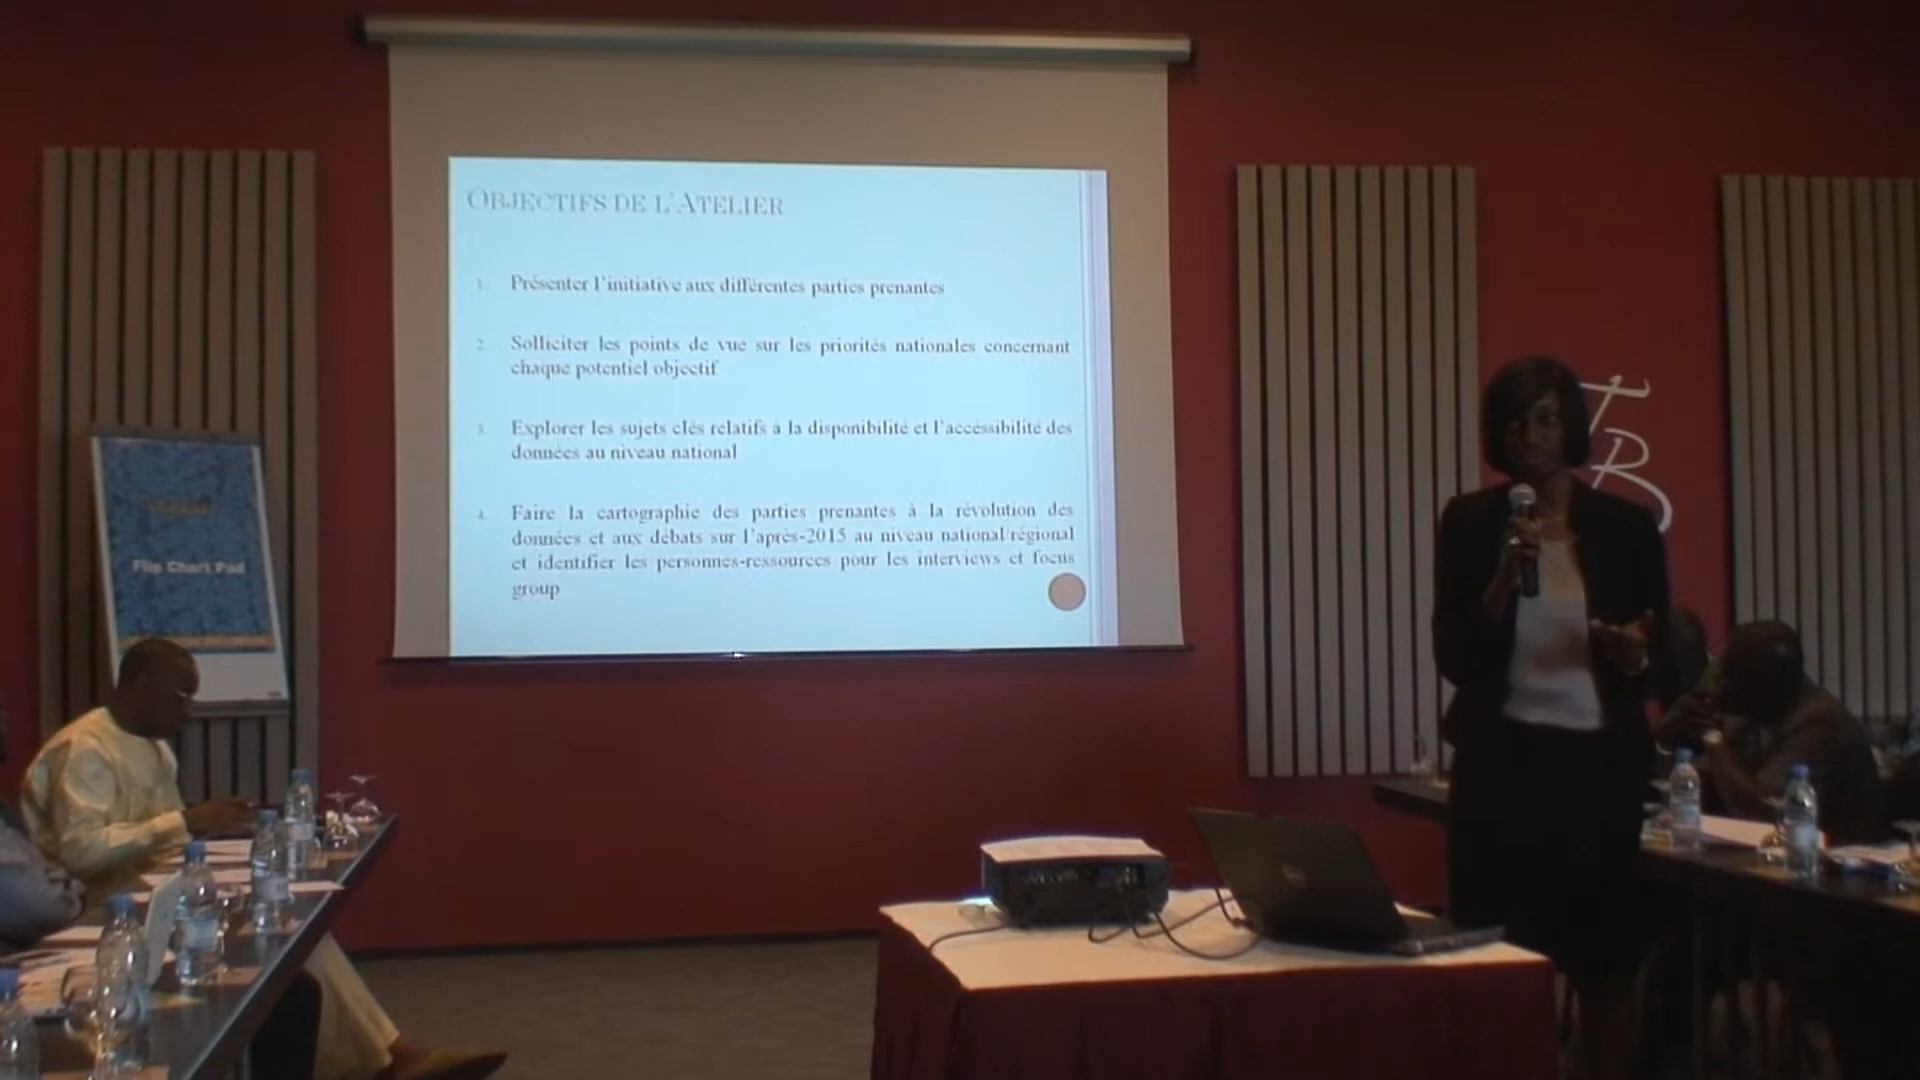 OBJECTIFS DE L'ATELIER
1. Présenter l'initiative aux différentes parties prenantes
2. Solliciter les points de vue sur les priorités nationales concernant
chaque potentiel objectif
3. Explorer les sujets clés relatifs à la disponibilité et l'accéssibilité des
données au niveau national
4. Faire la cartographie des parties prenantes à la révolution des
données et aux débats sur l'après-2015 au niveau national/régional
et identifier les personnes-ressources pour les interviews et focus
group
Flip Chart Pad
TB